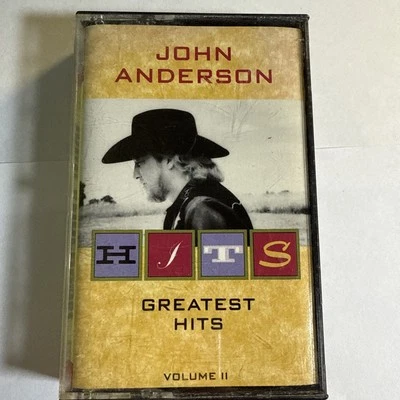 JOHN
ANDERSON
HITS
GREATEST
HITS
VOLUME II